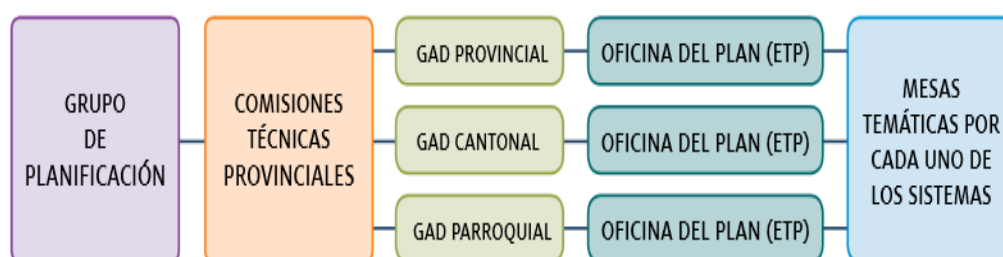 GRUPO
DE
PLANIFICACIÓN
COMISIONES
TÉCNICAS
PROVINCIALES
GAD PROVINCIAL
OFICINA DEL PLAN (ETP)
GAD CANTONAL
OFICINA DEL PLAN (ETP)
GAD PARROQUIAL
OFICINA DEL PLAN (ETP)
MESAS
TEMÁTICAS POR
CADA UNO DE
LOS SISTEMAS